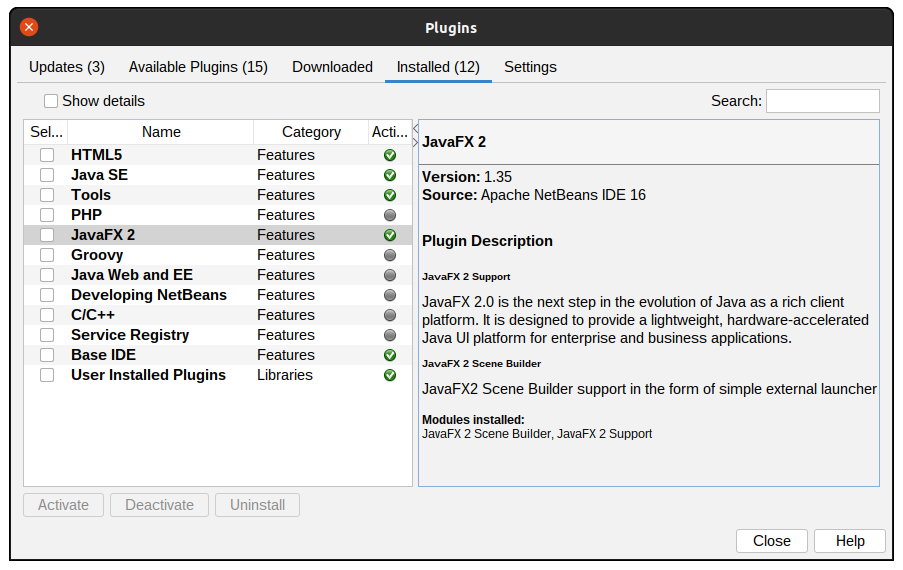 Plugins
Updates (3) Available Plugins (15) Downloaded Installed (12) Settings
Show details Search:
Sel... Name Category Acti...
HTML5 Features
Java SE Features
Tools Features
PHP Features
JavaFX 2 Features
Groovy Features
Java Web and EE Features
Developing NetBeans Features
C/C++ Features
Service Registry Features
Base IDE Features
User Installed Plugins Libraries
JavaFX 2
Version: 1.35
Source: Apache NetBeans IDE 16
Plugin Description
JavaFX 2 Support
JavaFX 2.0 is the next step in the evolution of Java as a rich client
platform. It is designed to provide a lightweight, hardware-accelerated
Java UI platform for enterprise and business applications.
JavaFX 2 Scene Builder
JavaFX2 Scene Builder support in the form of simple external launcher
Modules installed:
JavaFX 2 Scene Builder, JavaFX 2 Support
Activate Deactivate Uninstall
Close Help